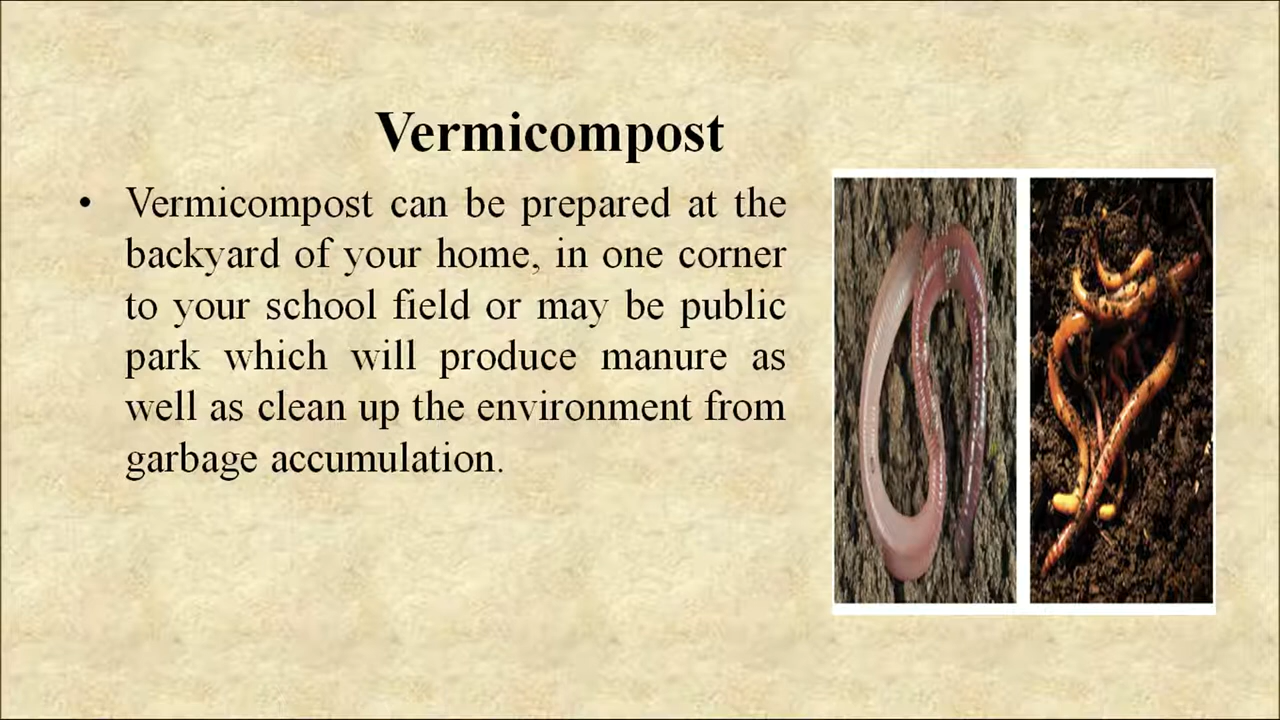 Vermicompost
• Vermicompost can be prepared at the
backyard of your home, in one corner
to your school field or may be public
park which will produce manure as
well as clean up the environment from
garbage accumulation.